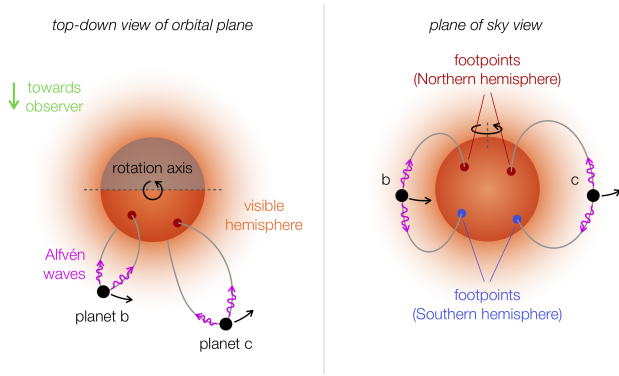 top-down view of orbital plane
towards
observer
rotation axis
visible
hemisphere
Alfvén
waves
planet b
planet c
plane of sky view
footpoints
(Northern hemisphere)
b
c
footpoints
(Southern hemisphere)